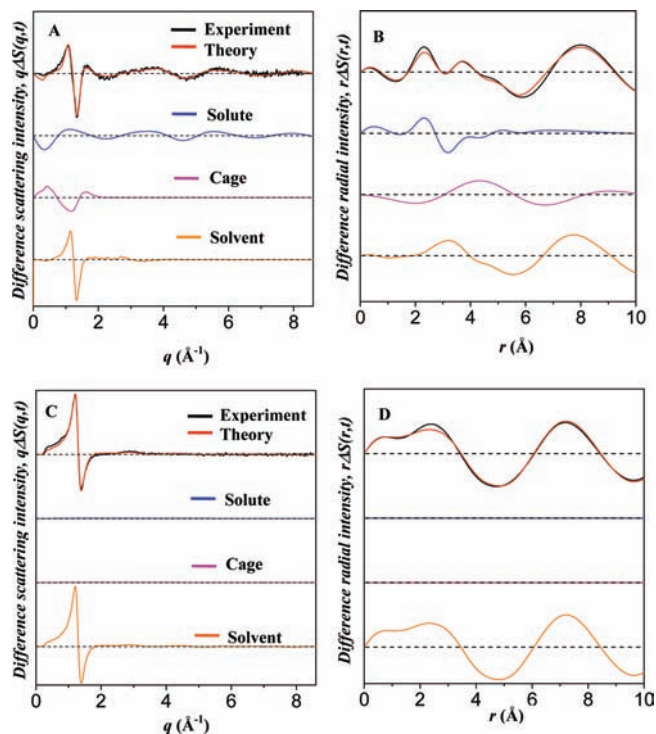 Difference scattering intensity, qΔS(q,t)
A
Experiment
Theory
Solute
Cage
Solvent
0 2 4 6 8
q (Å⁻¹)
Difference radial intensity, rΔS(r,t)
B
0 2 4 6 8 10
r (Å)
Difference scattering intensity, qΔS(q,t)
C
Experiment
Theory
Solute
Cage
Solvent
0 2 4 6 8
q (Å⁻¹)
Difference radial intensity, rΔS(r,t)
D
0 2 4 6 8 10
r (Å)